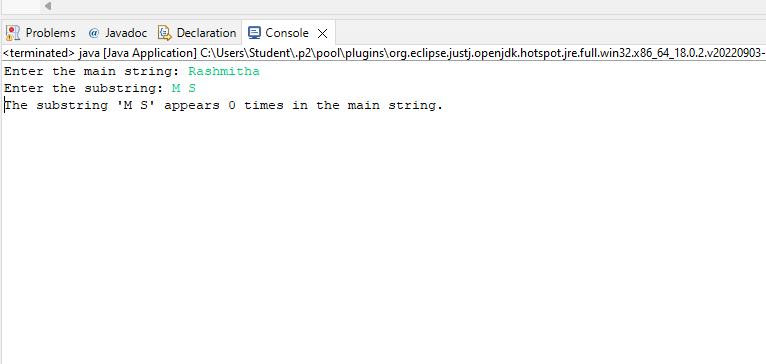 Problems @ Javadoc Declaration Console
<terminated> java [Java Application] C:\Users\Student\.p2\pool\plugins\org.eclipse.justj.openjdk.hotspot.jre.full.win32.x86_64_18.0.2.v20220903-
Enter the main string: Rashmitha
Enter the substring: M S
The substring 'M S' appears 0 times in the main string.